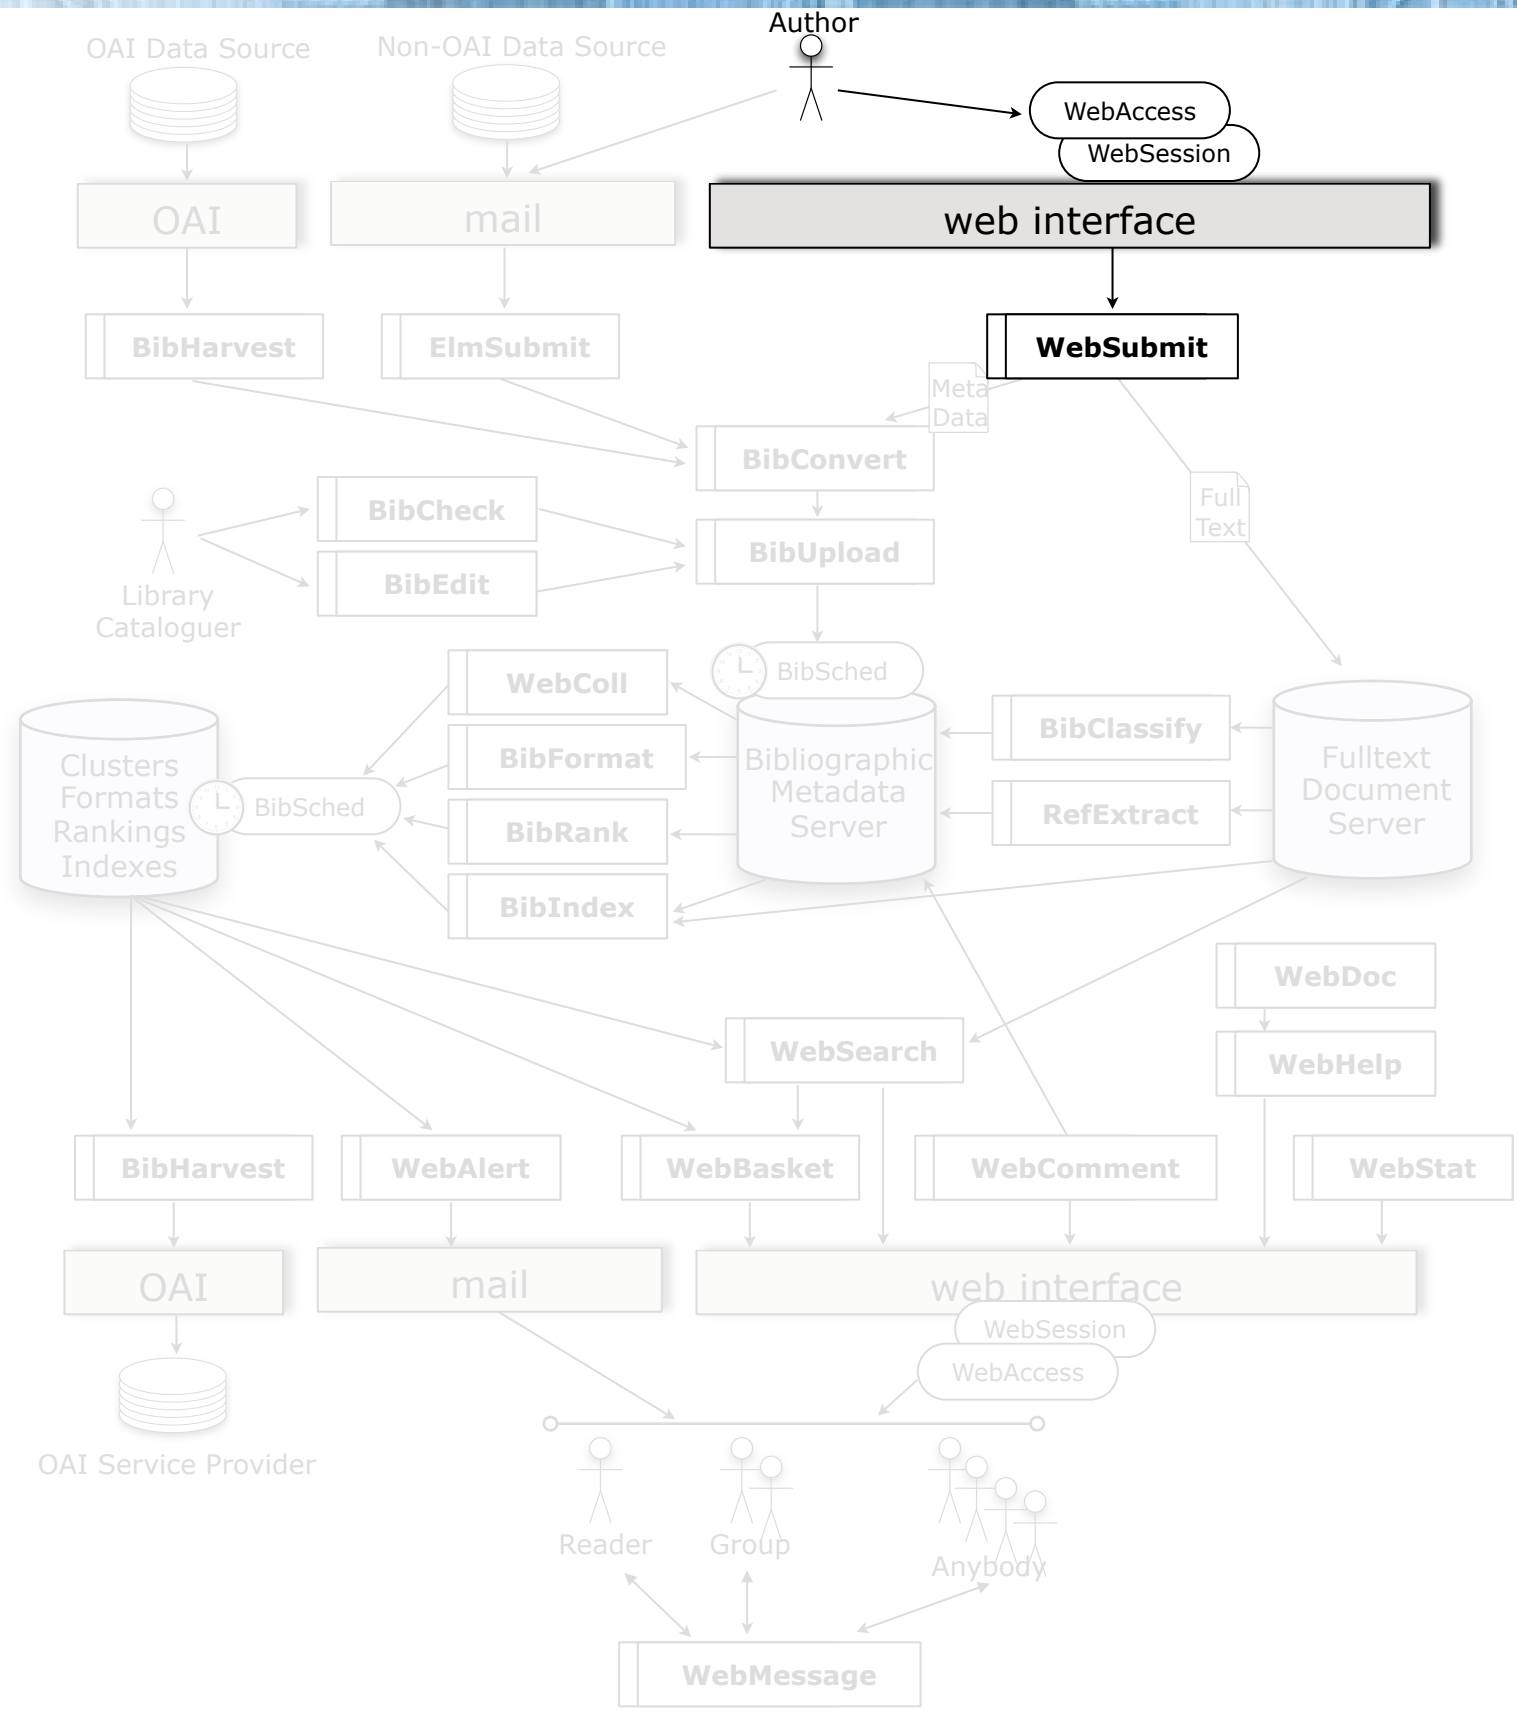 Author
OAI Data Source
Non-OAI Data Source
WebAccess
WebSession
OAI
mail
web interface
BibHarvest
ElmSubmit
WebSubmit
Meta
Data
BibConvert
Full
Text
BibCheck
BibUpload
BibEdit
Library
Cataloguer
BibSched
WebColl
BibClassify
Clusters
Formats
Rankings
Indexes
BibSched
BibFormat
Bibliographic
Metadata
Server
Fulltext
Document
Server
BibRank
RefExtract
BibIndex
WebDoc
WebSearch
WebHelp
BibHarvest
WebAlert
WebBasket
WebComment
WebStat
OAI
mail
web interface
WebSession
WebAccess
OAI Service Provider
Reader
Group
Anybody
WebMessage